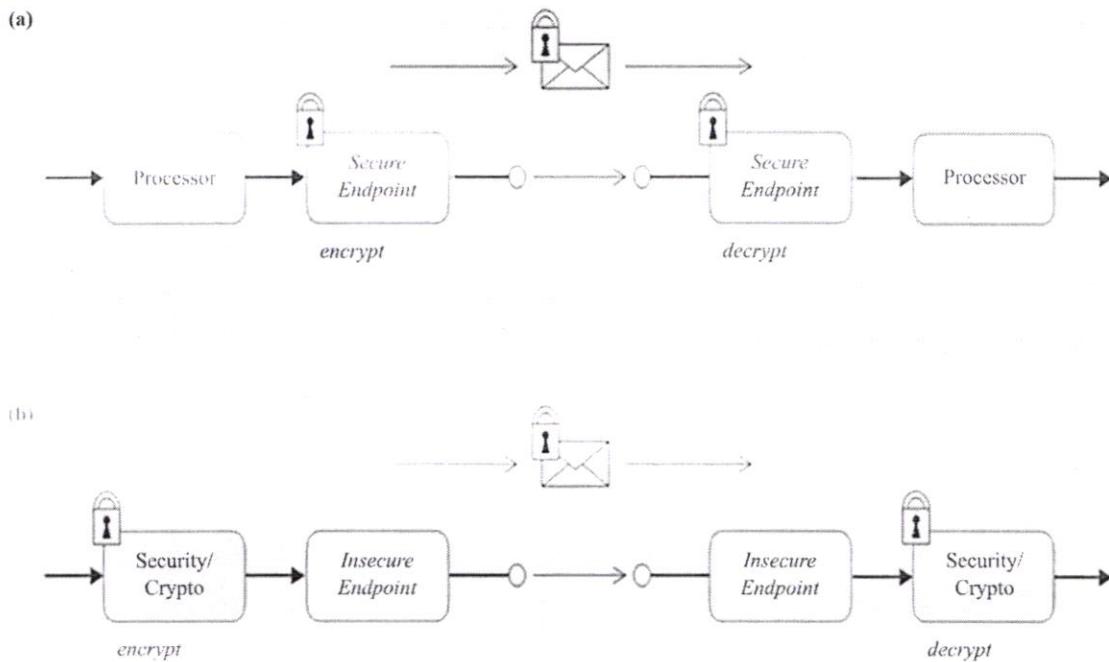 (a)
Processor
Secure
Endpoint
encrypt
Secure
Endpoint
decrypt
Processor
(b)
Security/
Crypto
encrypt
Insecure
Endpoint
Insecure
Endpoint
Security/
Crypto
decrypt